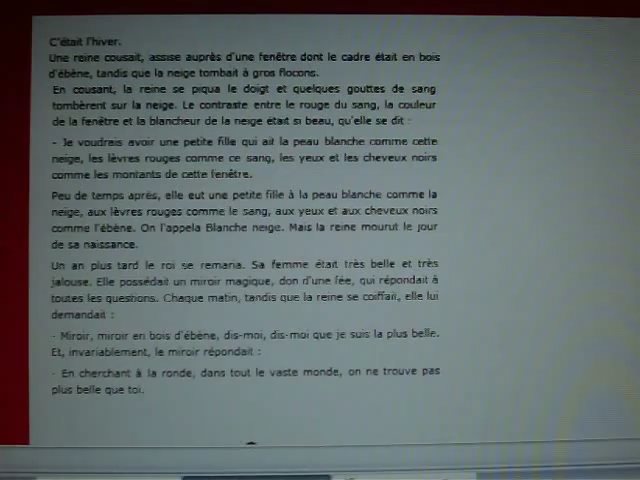 C'était l'hiver.
Une reine cousait, assise auprès d'une fenêtre dont le cadre était en bois
d'ébène, tandis que la neige tombait à gros flocons.
En cousant, la reine se piqua le doigt et quelques gouttes de sang
tombèrent sur la neige. Le contraste entre le rouge du sang, la couleur
de la fenêtre et la blancheur de la neige était si beau, qu'elle se dit :
- Je voudrais avoir une petite fille qui ait la peau blanche comme cette
neige, les lèvres rouges comme ce sang, les yeux et les cheveux noirs
comme les montants de cette fenêtre.
Peu de temps après, elle eut une petite fille à la peau blanche comme la
neige, aux lèvres rouges comme le sang, aux yeux et aux cheveux noirs
comme l'ébène. On l'appela Blanche neige. Mais la reine mourut le jour
de sa naissance.
Un an plus tard le roi se remaria. Sa femme était très belle et très
jalouse. Elle possédait un miroir magique, don d'une fée, qui répondait à
toutes les questions. Chaque matin, tandis que la reine se coiffait, elle lui
demandait :
- Miroir, miroir en bois d'ébène, dis-moi, dis-moi que je suis la plus belle.
Et, invariablement, le miroir répondait :
- En cherchant à la ronde, dans tout le vaste monde, on ne trouve pas
plus belle que toi.